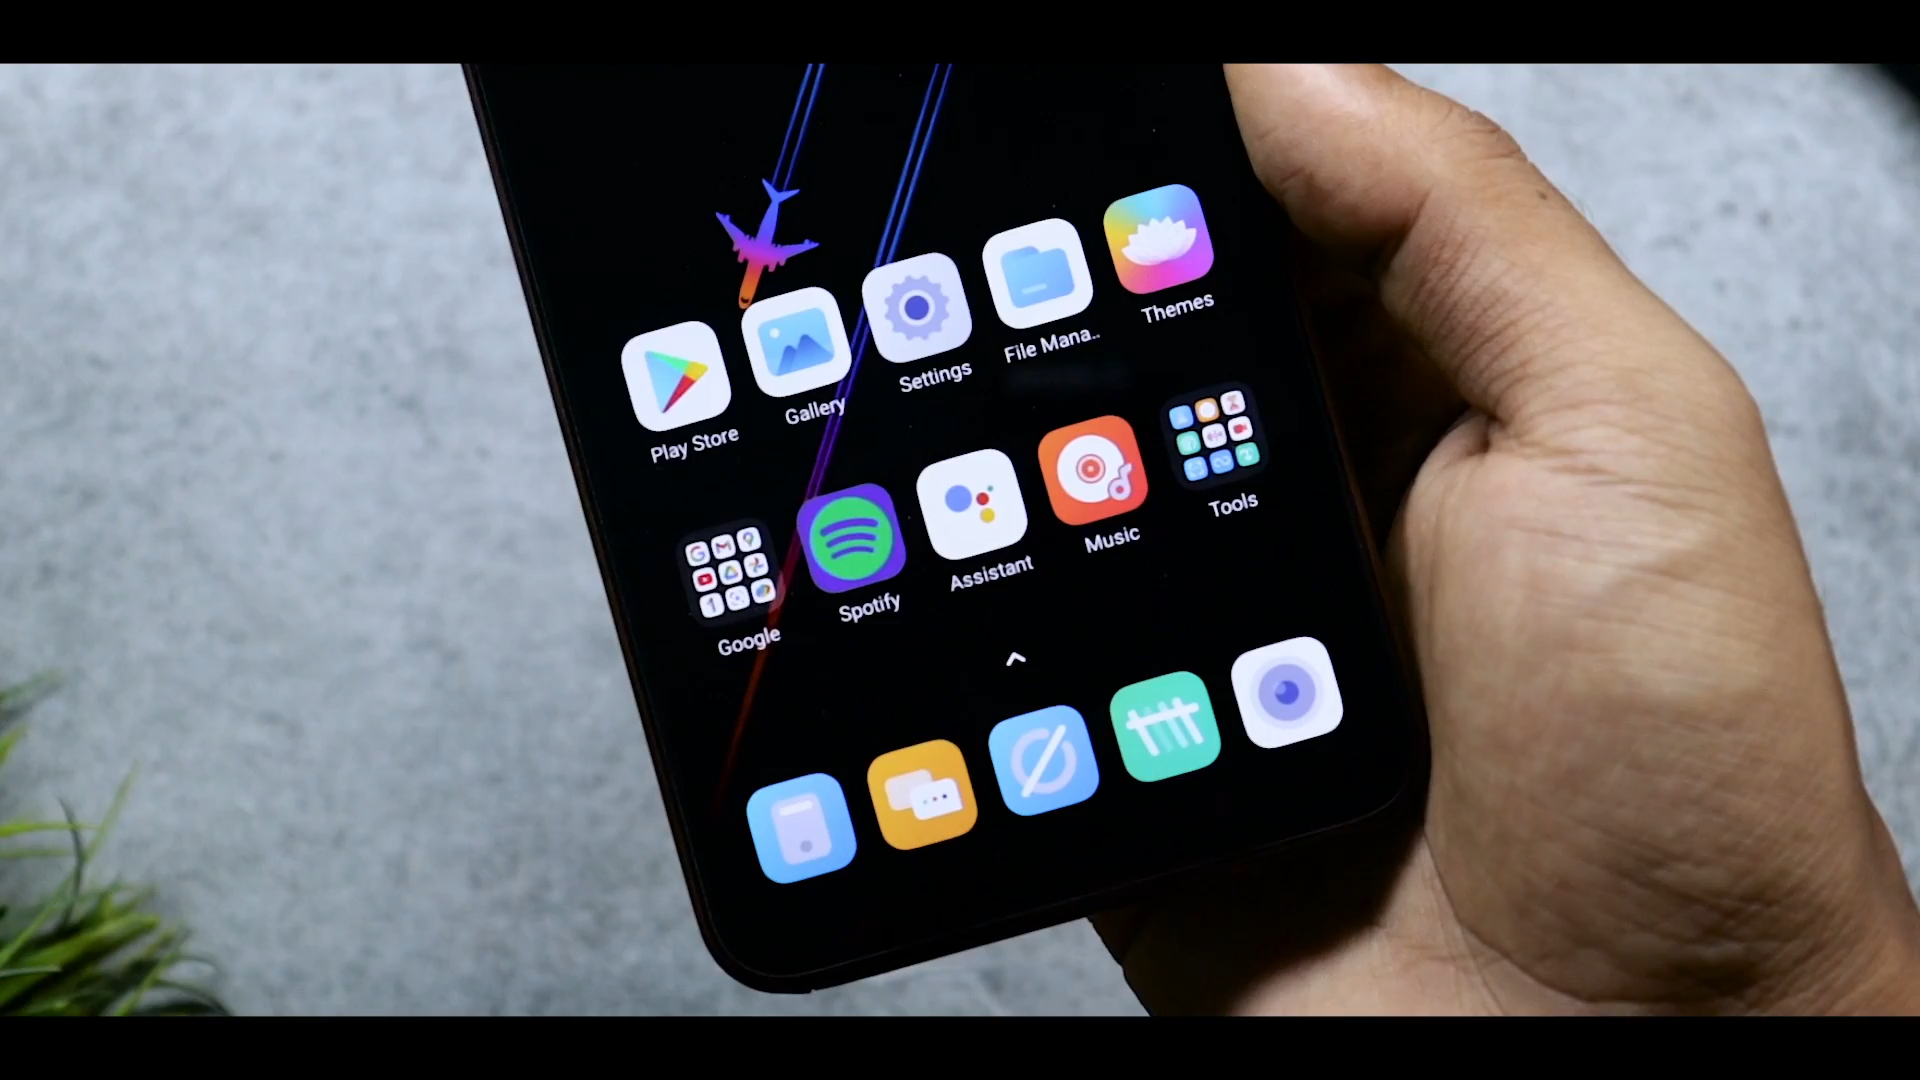 Play Store
Gallery
Settings
File Mana..
Themes
Google
Spotify
Assistant
Music
Tools